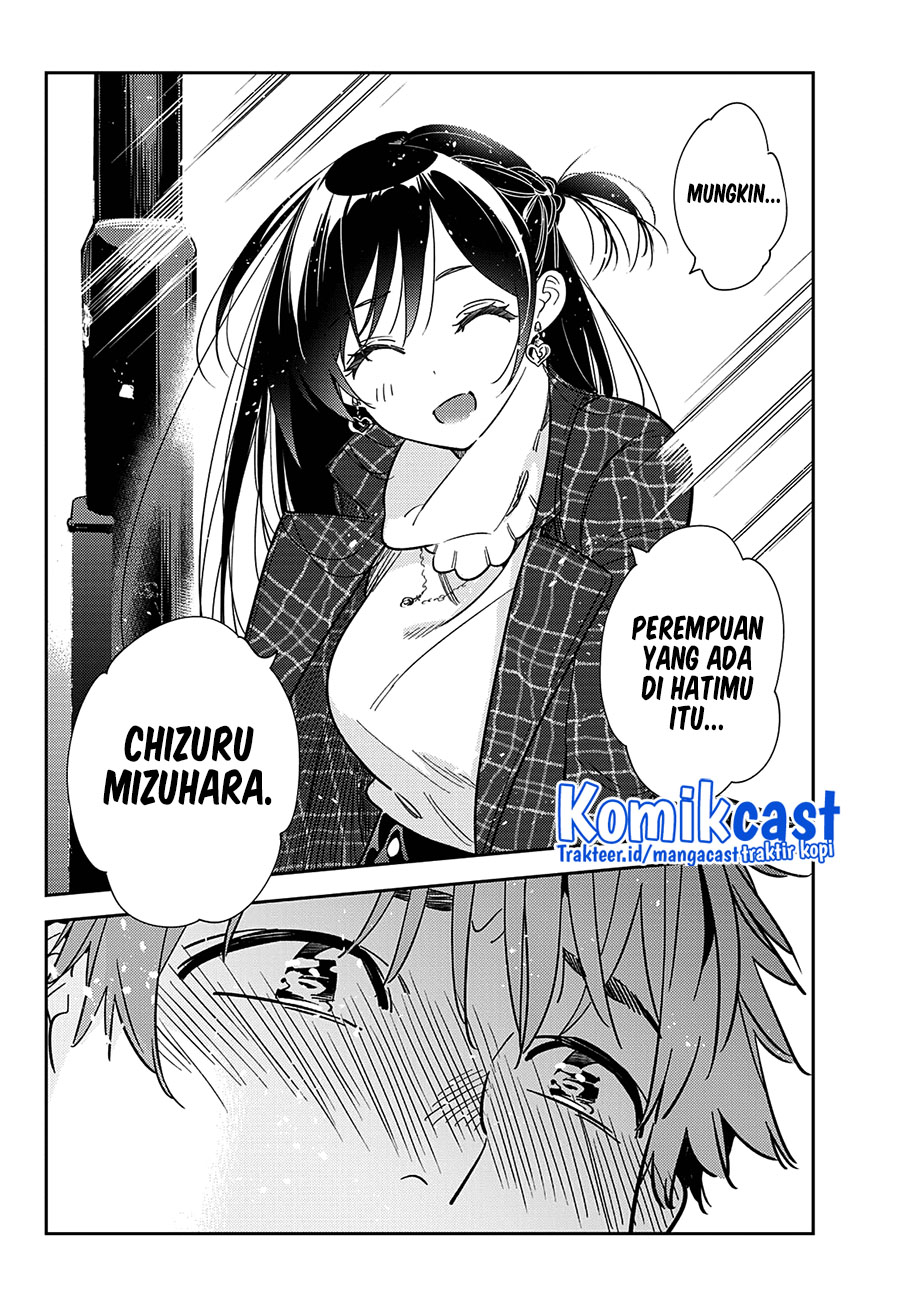 MUNGKIN...
PEREMPUAN
YANG ADA
DI HATIMU
ITU...
CHIZURU
MIZUHARA.
Komikcast
Trakteer.id/mangacast traktir kopi